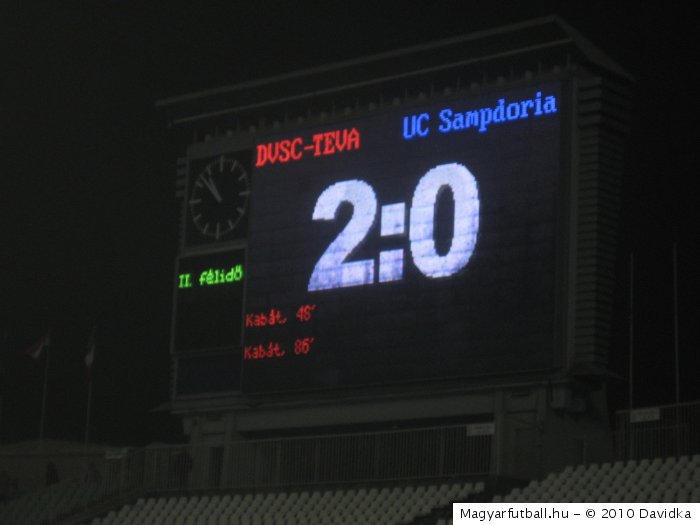 DVSC-TEVA
UC Sampdoria
2:0
II. félidő
Kabát, 48'
Kabát, 86'
Magyarfutball.hu - © 2010 Davidka